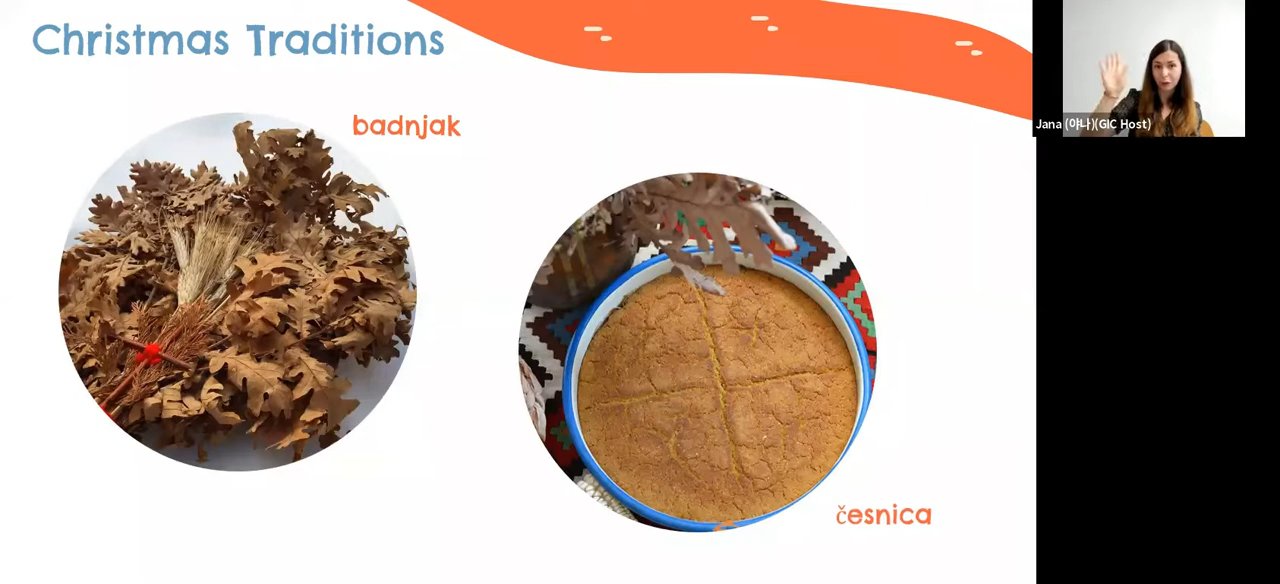 Christmas Traditions
badnjak
česnica
Jana (야나)(GIC Host)